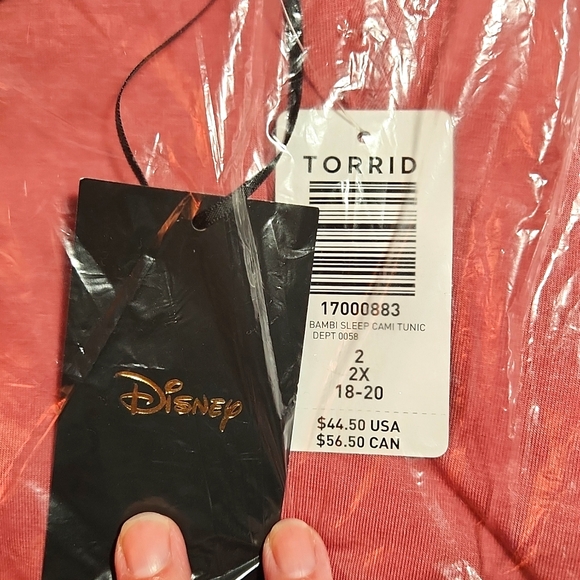 TORRID
17000883
BAMBI SLEEP CAMI TUNIC
DEPT 0058
2
2X
18-20
$44.50 USA
$56.50 CAN
Disney